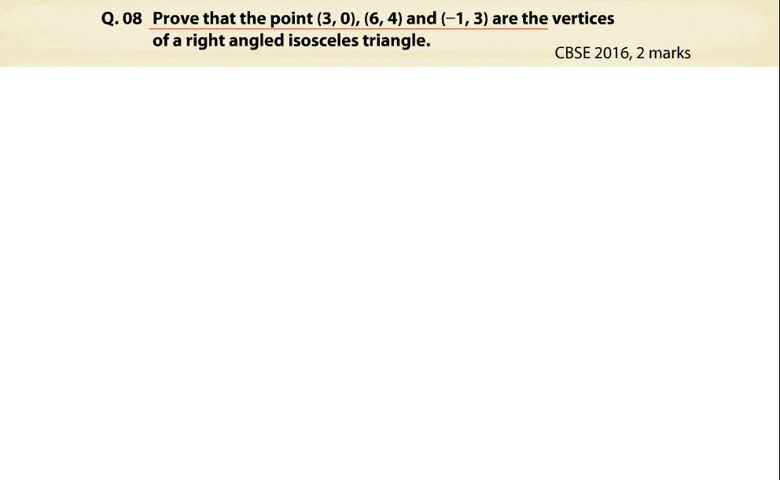 Q. 08 Prove that the point (3, 0), (6, 4) and (−1, 3) are the vertices
of a right angled isosceles triangle.
CBSE 2016, 2 marks